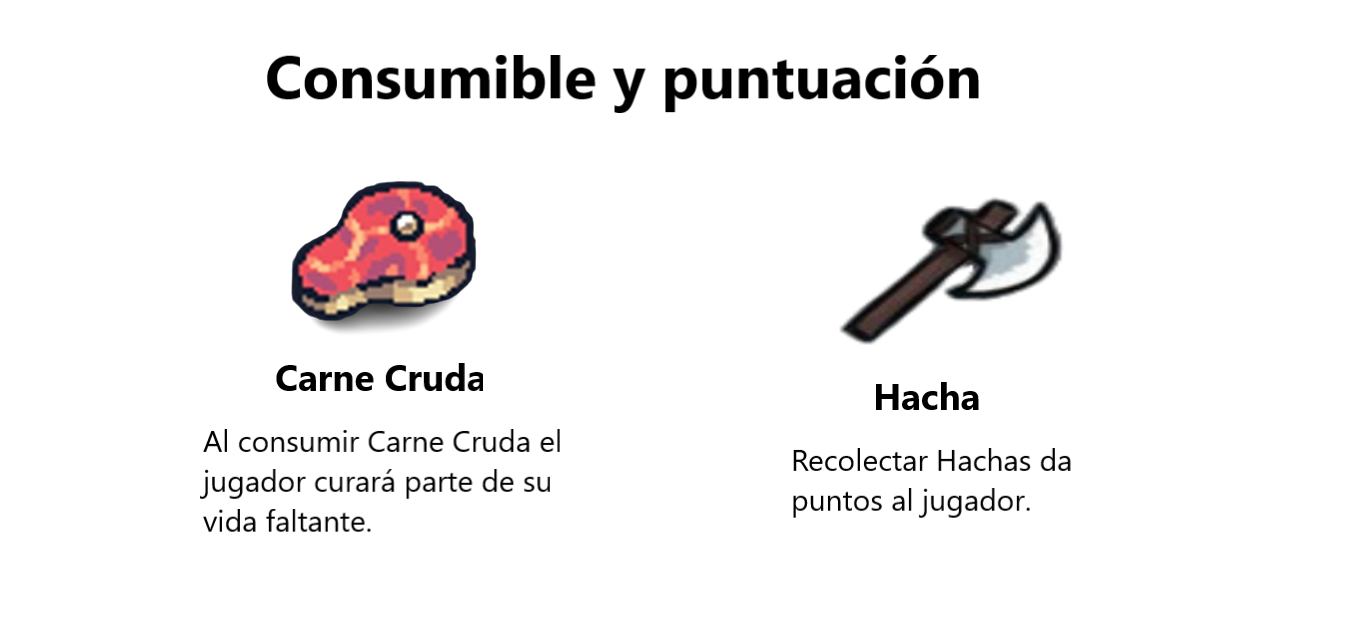 Consumible y puntuación
Carne Cruda
Al consumir Carne Cruda el
jugador curará parte de su
vida faltante.
Hacha
Recolectar Hachas da
puntos al jugador.